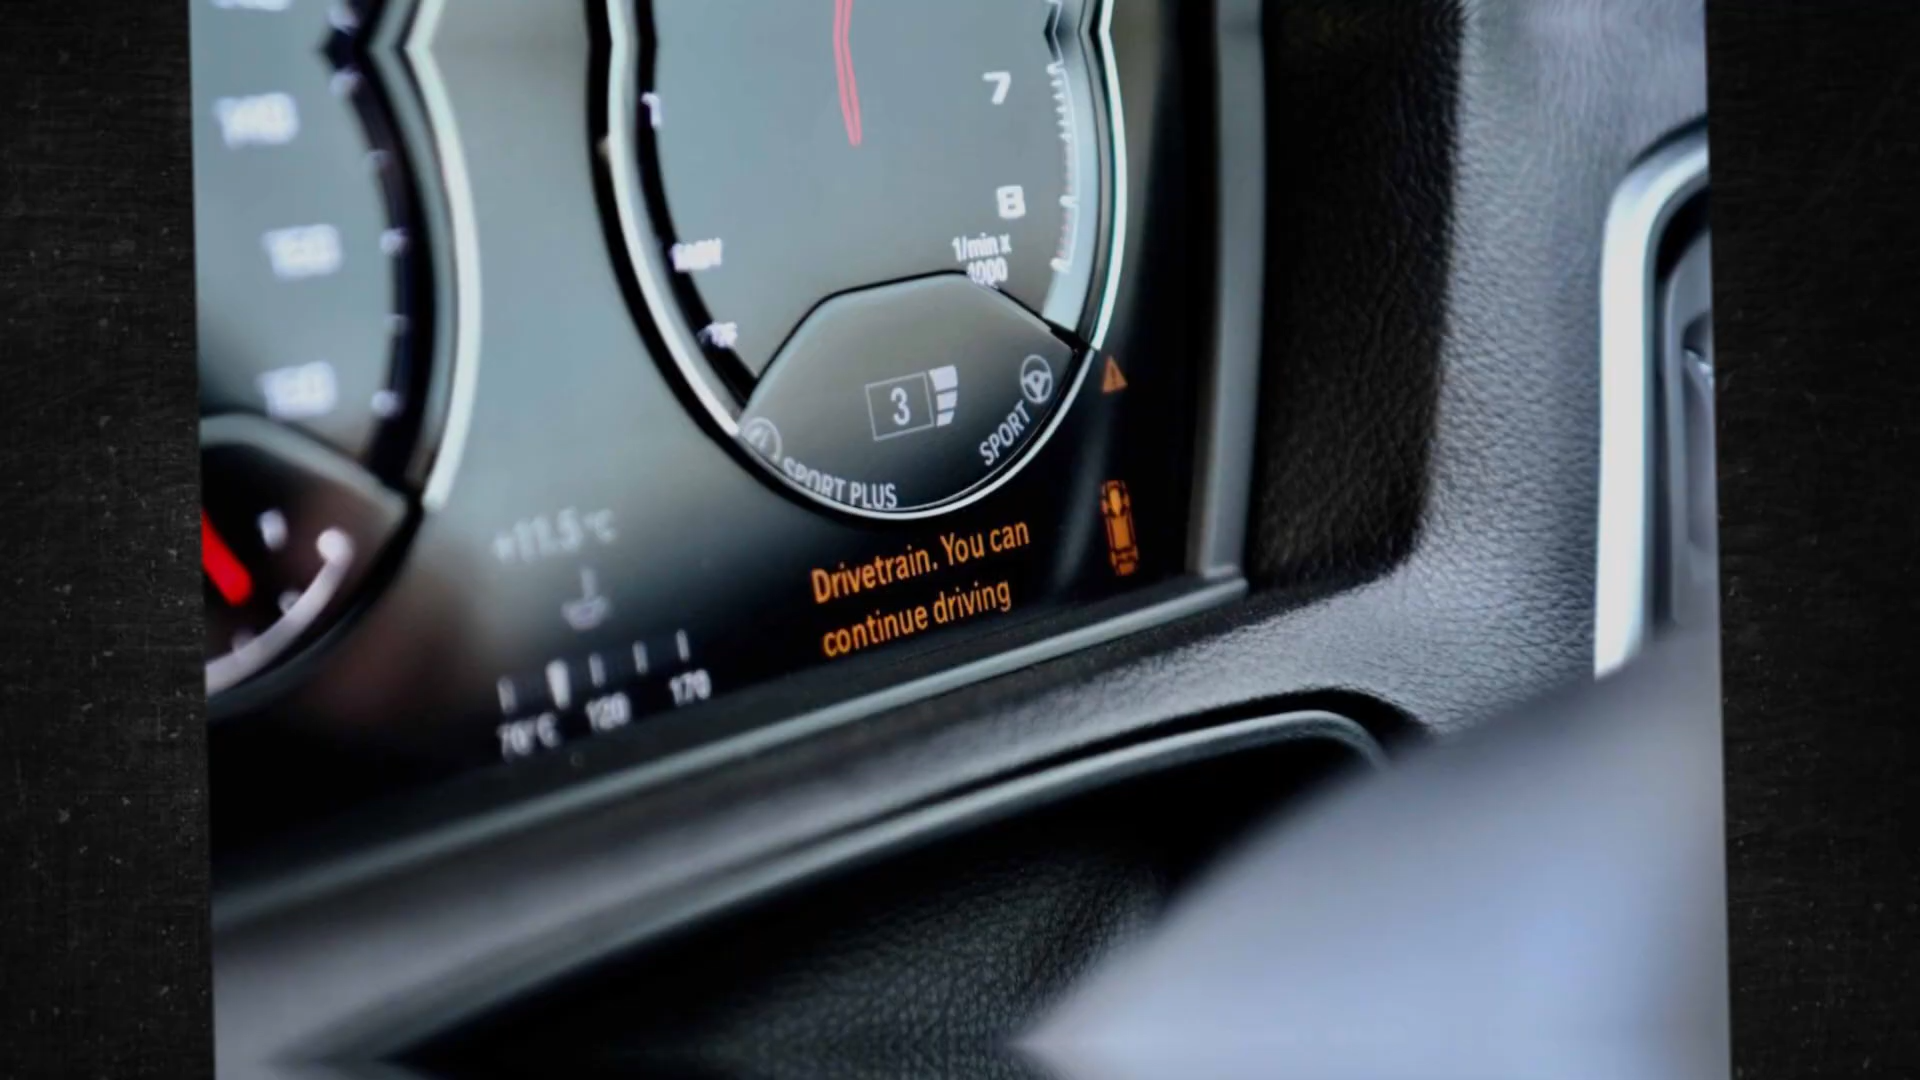 7
8
1/min x
1000
3
SPORT
SPORT PLUS
+11.5 °C
Drivetrain. You can
continue driving
70°C 120 170